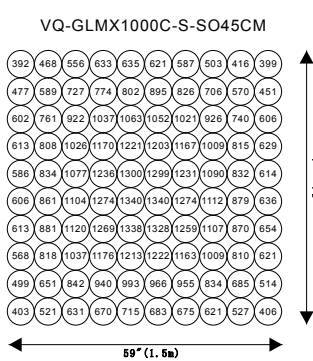 VQ-GLMX1000C-S-SO45CM
392 468 556 633 635 621 587 503 416 399
477 589 727 774 802 895 826 706 570 451
602 761 922 1037 1063 1052 1021 926 740 606
613 808 1026 1170 1221 1203 1167 1009 815 629
586 834 1077 1236 1300 1299 1231 1090 832 614
606 861 1104 1274 1340 1340 1274 1112 879 636
613 881 1120 1269 1338 1328 1259 1107 870 654
568 818 1037 1176 1213 1222 1163 1009 810 621
499 651 842 940 993 966 955 834 685 514
403 521 631 670 715 683 675 621 527 406
59"(1.5m)